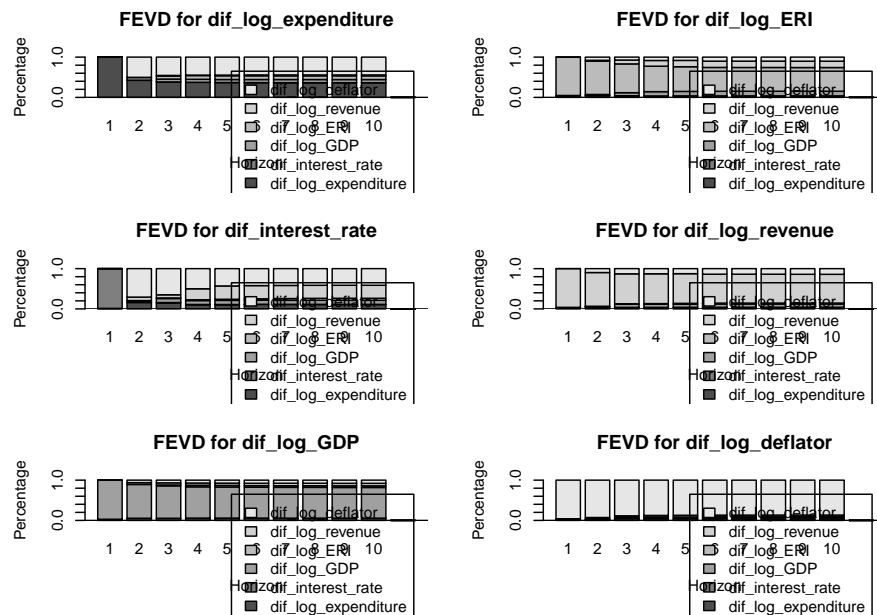 FEVD for dif_log_expenditure
Percentage
0.0 1.0
1 2 3 4 5 6 7 8 9 10
Horizon
dif_log_deflator
dif_log_revenue
dif_log_ERI
dif_log_GDP
dif_interest_rate
dif_log_expenditure
FEVD for dif_log_ERI
Percentage
0.0 1.0
1 2 3 4 5 6 7 8 9 10
Horizon
dif_log_deflator
dif_log_revenue
dif_log_ERI
dif_log_GDP
dif_interest_rate
dif_log_expenditure
FEVD for dif_interest_rate
Percentage
0.0 1.0
1 2 3 4 5 6 7 8 9 10
Horizon
dif_log_deflator
dif_log_revenue
dif_log_ERI
dif_log_GDP
dif_interest_rate
dif_log_expenditure
FEVD for dif_log_revenue
Percentage
0.0 1.0
1 2 3 4 5 6 7 8 9 10
Horizon
dif_log_deflator
dif_log_revenue
dif_log_ERI
dif_log_GDP
dif_interest_rate
dif_log_expenditure
FEVD for dif_log_GDP
Percentage
0.0 1.0
1 2 3 4 5 6 7 8 9 10
Horizon
dif_log_deflator
dif_log_revenue
dif_log_ERI
dif_log_GDP
dif_interest_rate
dif_log_expenditure
FEVD for dif_log_deflator
Percentage
0.0 1.0
1 2 3 4 5 6 7 8 9 10
Horizon
dif_log_deflator
dif_log_revenue
dif_log_ERI
dif_log_GDP
dif_interest_rate
dif_log_expenditure